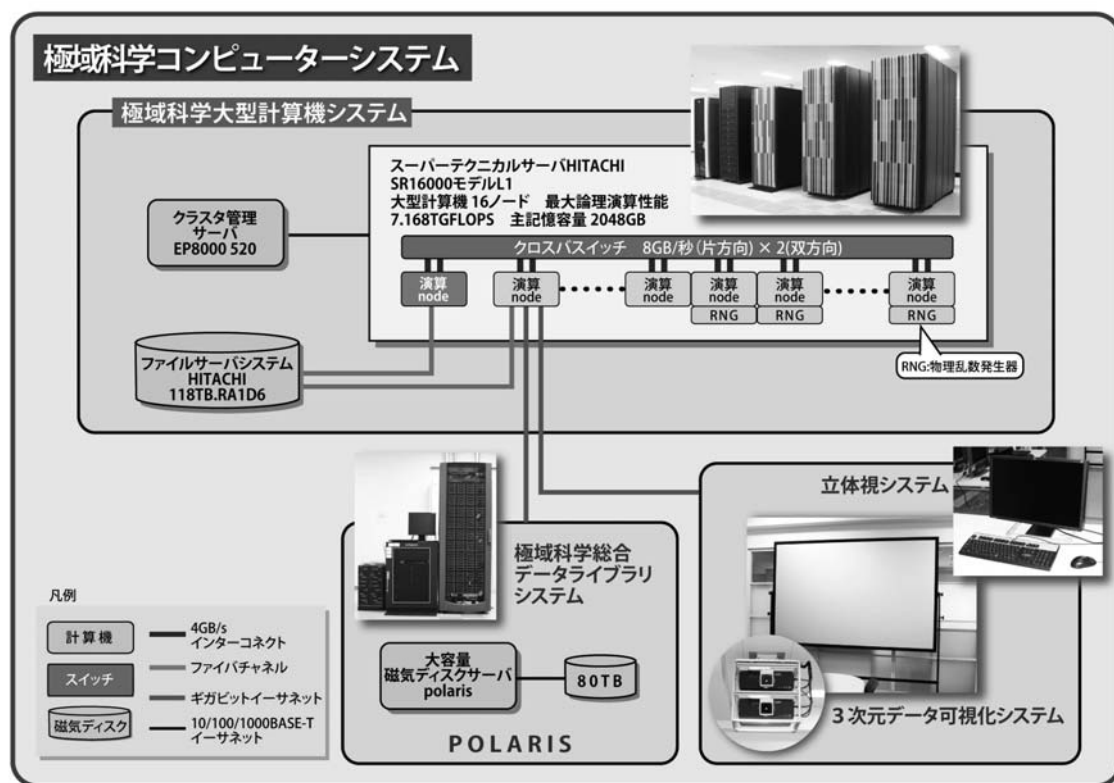 極域科学コンピューターシステム
極域科学大型計算機システム
スーパーテクニカルサーバHITACHI
SR16000モデルL1
大型計算機 16ノード 最大論理演算性能
7.168TGFLOPS 主記憶容量 2048GB
クラスタ管理
サーバ
EP8000 520
クロスバスイッチ 8GB/秒(片方向) × 2(双方向)
演算
node
演算
node
演算
node
演算
node
演算
node
演算
node
RNG
RNG
RNG
RNG:物理乱数発生器
ファイルサーバシステム
HITACHI
118TB.RA1D6
立体視システム
極域科学総合
データライブラリ
システム
大容量
磁気ディスクサーバ
polaris
80TB
POLARIS
3次元データ可視化システム
凡例
計算機
4GB/s
インターコネクト
スイッチ
ファイバチャネル
ギガビットイーサネット
磁気ディスク
10/100/1000BASE-T
イーサネット